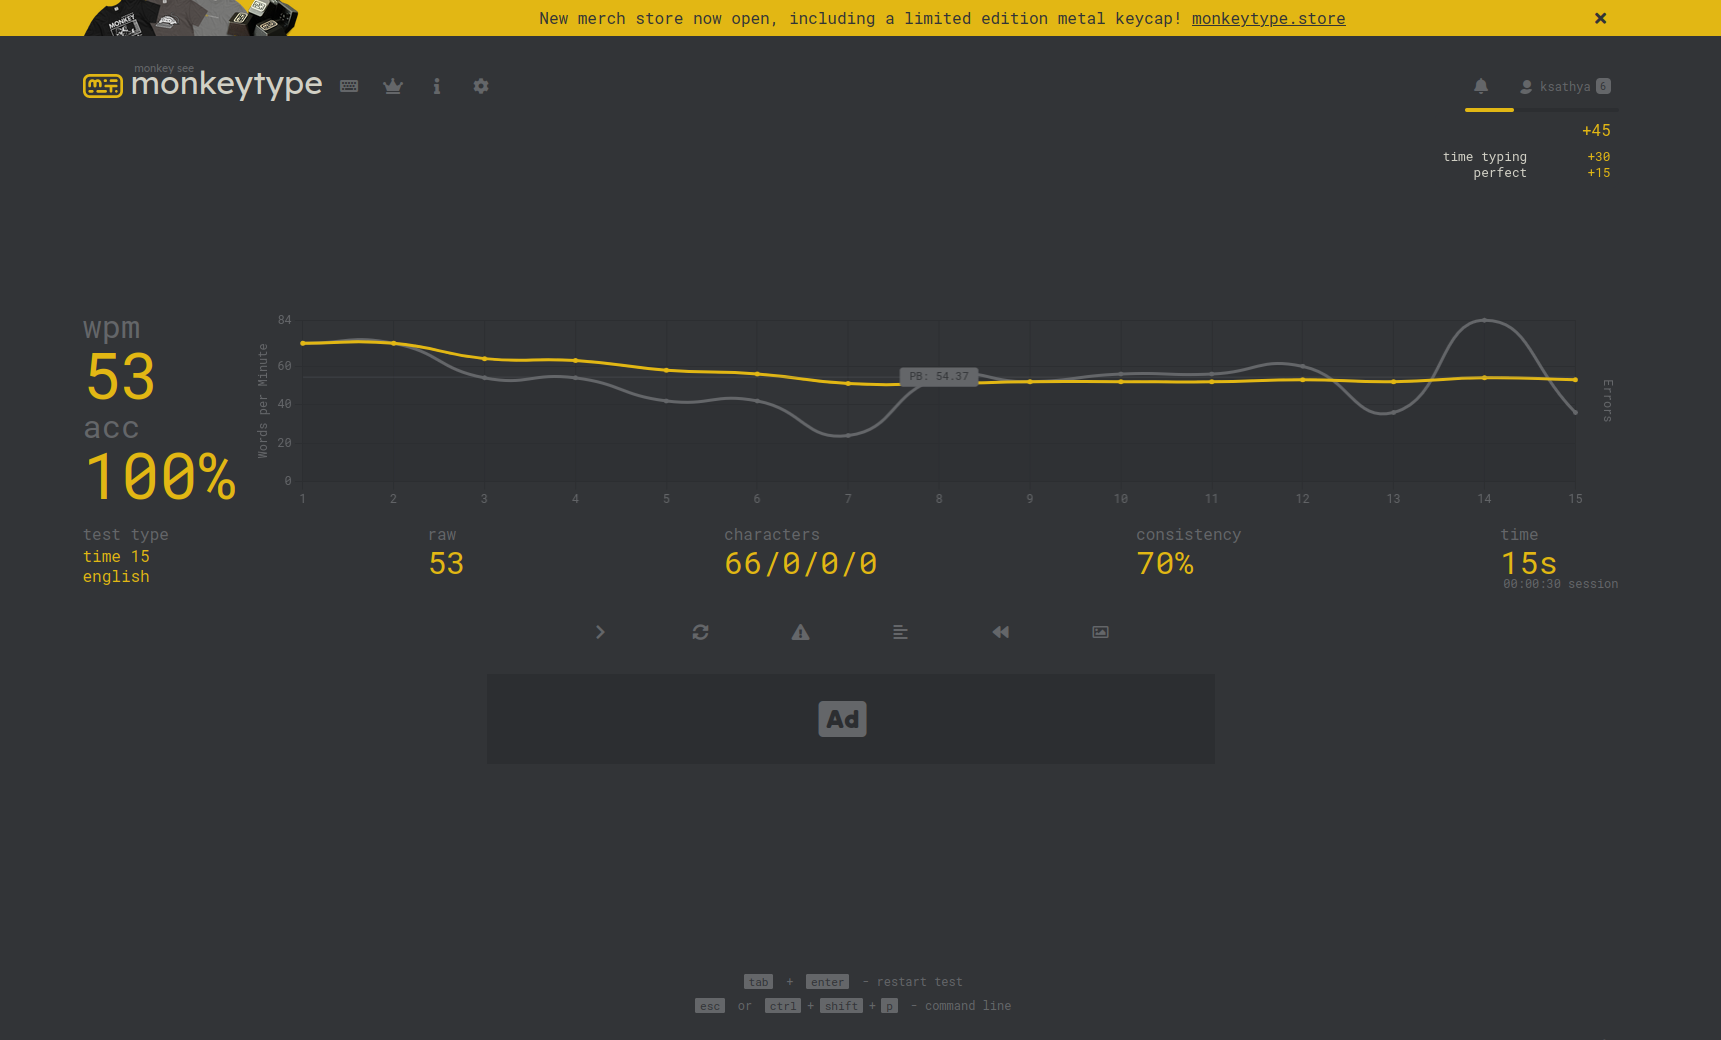 New merch store now open, including a limited edition metal keycap! monkeytype.store
MONKEY
monkey see
monkeytype
ksathya 6
+45
time typing +30
perfect +15
wpm
53
acc
100%
Words per Minute
84
60
40
20
0
PB: 54.37
Errors
1 2 3 4 5 6 7 8 9 10 11 12 13 14 15
test type
time 15
english
raw
53
characters
66/0/0/0
consistency
70%
time
15s
00:00:30 session
Ad
tab + enter - restart test
esc or ctrl + shift + p - command line